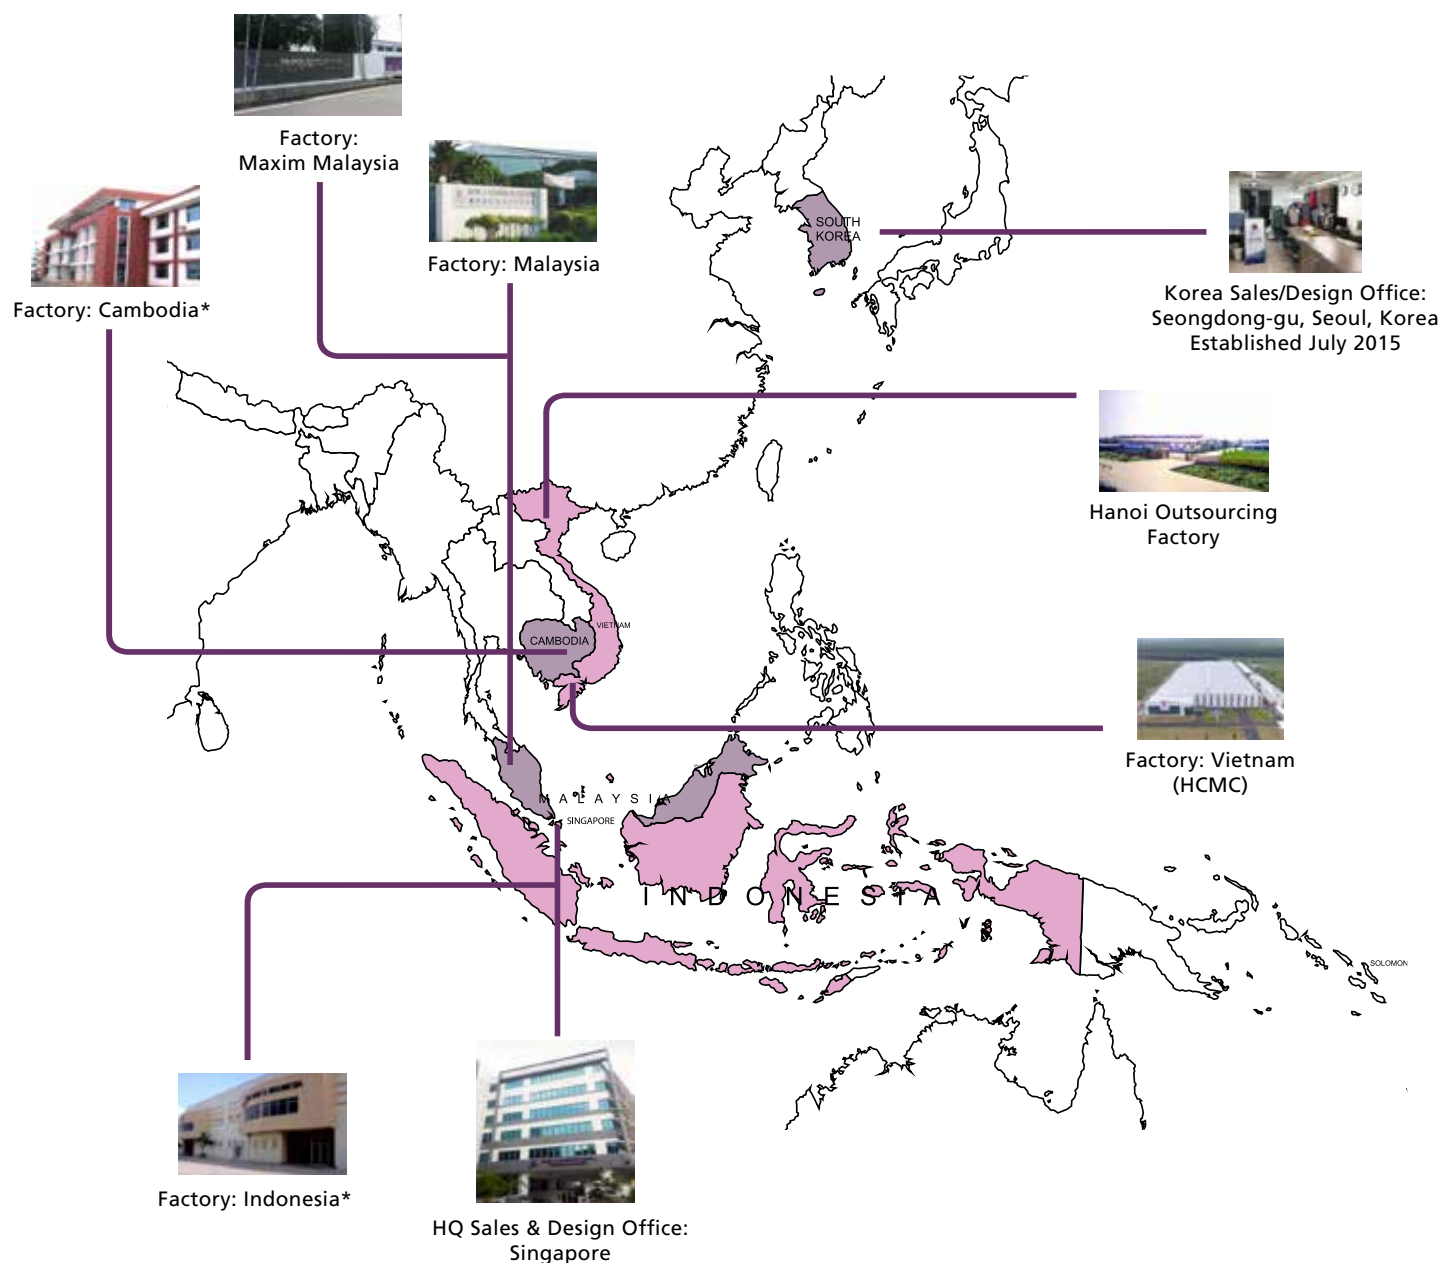 Factory:
Maxim Malaysia
Factory: Malaysia
Factory: Cambodia*
SOUTH
KOREA
Korea Sales/Design Office:
Seongdong-gu, Seoul, Korea
Established July 2015
Hanoi Outsourcing
Factory
VIETNAM
CAMBODIA
Factory: Vietnam
(HCMC)
MALAYSIA
SINGAPORE
INDONESIA
SOLOMON
Factory: Indonesia*
HQ Sales & Design Office:
Singapore